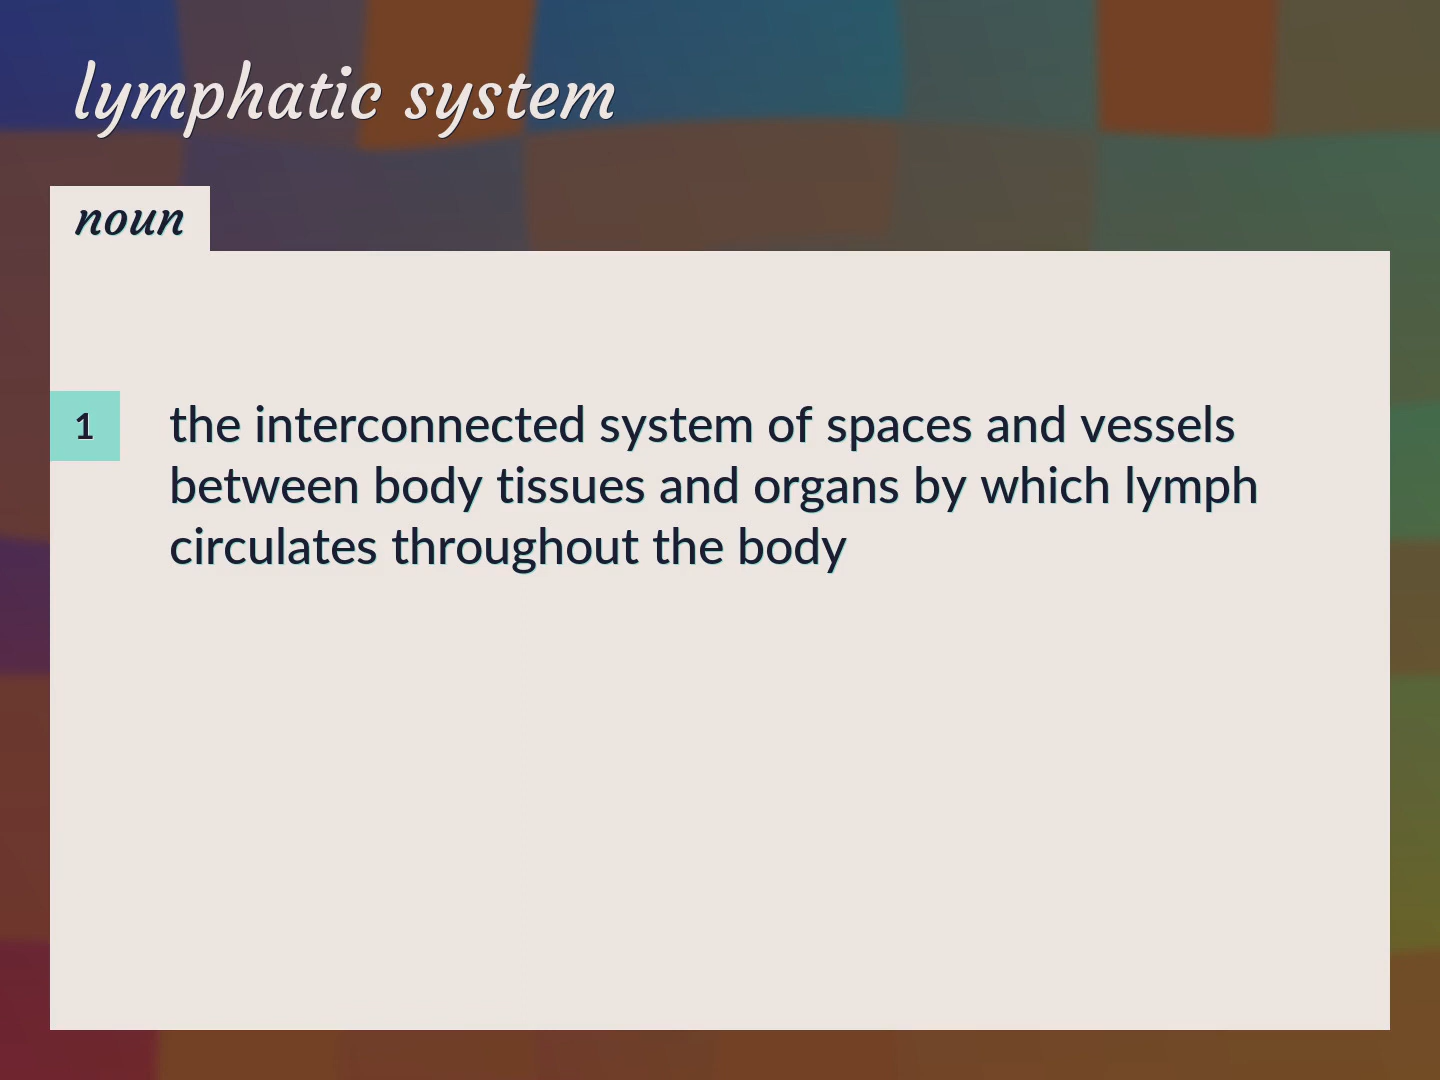 lymphatic system
noun
1
the interconnected system of spaces and vessels
between body tissues and organs by which lymph
circulates throughout the body